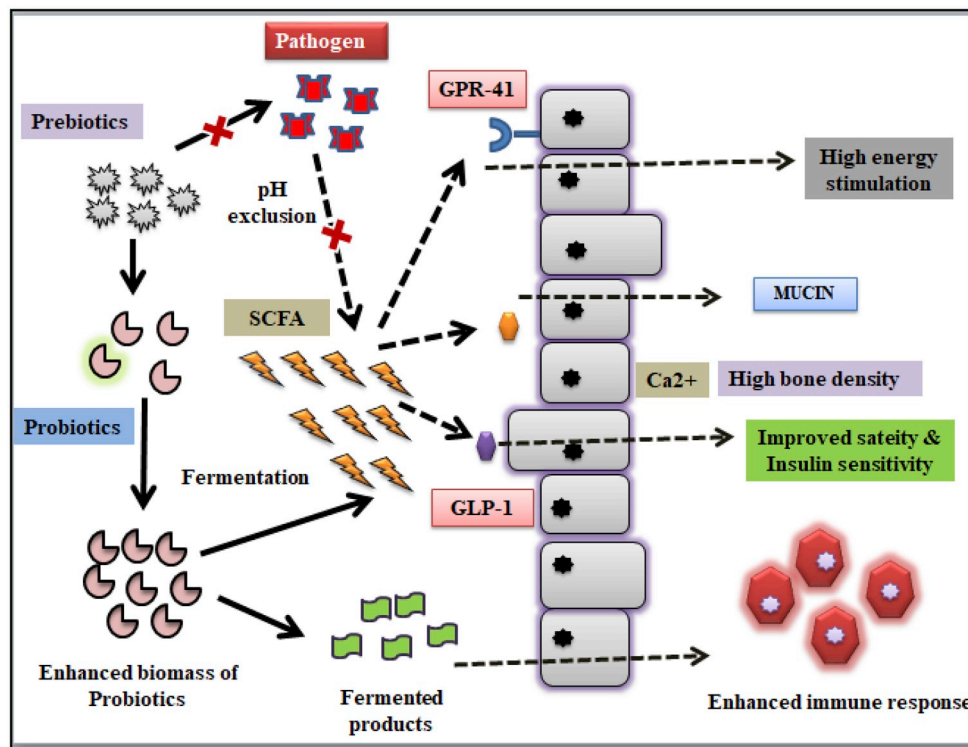 Pathogen
GPR-41
Prebiotics
High energy
stimulation
pH
exclusion
MUCIN
SCFA
Ca2+
High bone density
Probiotics
Improved sateity &
Insulin sensitivity
Fermentation
GLP-1
Enhanced biomass of
Probiotics
Fermented
products
Enhanced immune response